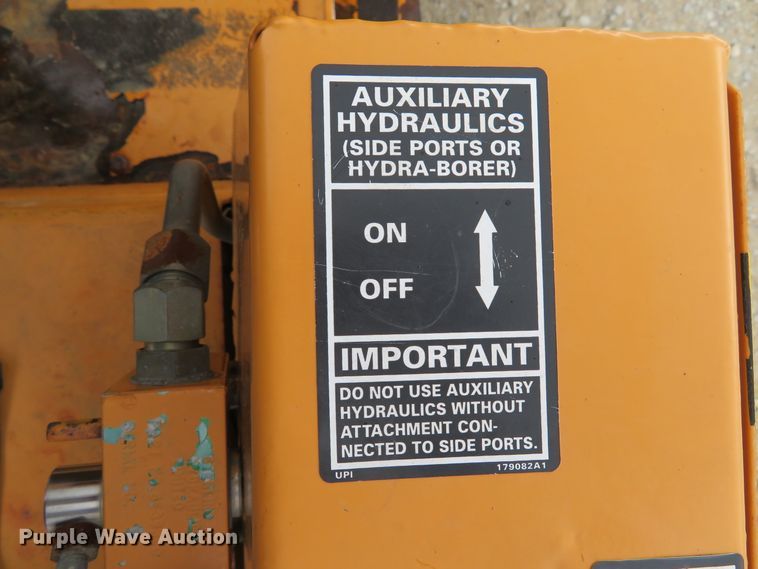 AUXILIARY
HYDRAULICS
(SIDE PORTS OR
HYDRA-BORER)
ON
OFF
IMPORTANT
DO NOT USE AUXILIARY
HYDRAULICS WITHOUT
ATTACHMENT CON-
NECTED TO SIDE PORTS.
UPI 179082A1
Purple Wave Auction